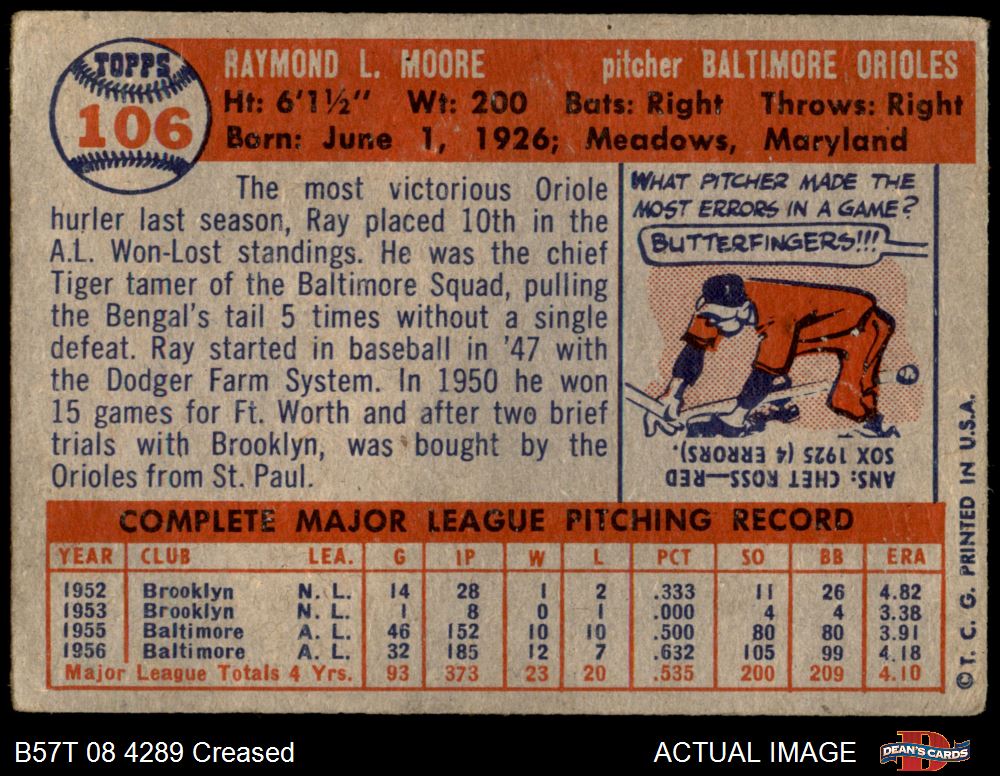 TOPPS
106
RAYMOND L. MOORE pitcher BALTIMORE ORIOLES
Ht: 6'1½" Wt: 200 Bats: Right Throws: Right
Born: June 1, 1926; Meadows, Maryland
The most victorious Oriole
hurler last season, Ray placed 10th in the
A.L. Won-Lost standings. He was the chief
Tiger tamer of the Baltimore Squad, pulling
the Bengal's tail 5 times without a single
defeat. Ray started in baseball in '47 with
the Dodger Farm System. In 1950 he won
15 games for Ft. Worth and after two brief
trials with Brooklyn, was bought by the
Orioles from St. Paul.
WHAT PITCHER MADE THE
MOST ERRORS IN A GAME?
BUTTERFINGERS!!!
ANS: CHET ROSS—RED
SOX 1925 (4 ERRORS).
COMPLETE MAJOR LEAGUE PITCHING RECORD
YEAR CLUB LEA. G IP W L PCT SO BB ERA
1952 Brooklyn N. L. 14 28 1 2 .333 11 26 4.82
1953 Brooklyn N. L. 1 8 0 1 .000 4 4 3.38
1955 Baltimore A. L. 46 152 10 10 .500 80 80 3.91
1956 Baltimore A. L. 32 185 12 7 .632 105 99 4.18
Major League Totals 4 Yrs. 93 373 23 20 .535 200 209 4.10
©T. C. G. PRINTED IN U.S.A.
B57T 08 4289 Creased
ACTUAL IMAGE
DEAN'S CARDS